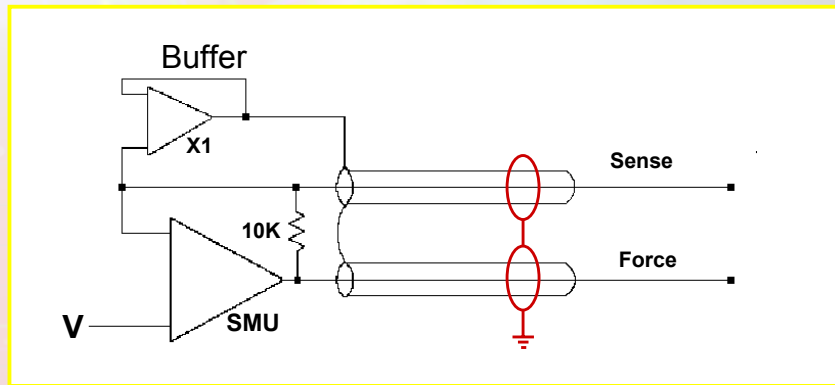 Buffer
X1
Sense
10K
Force
V
SMU